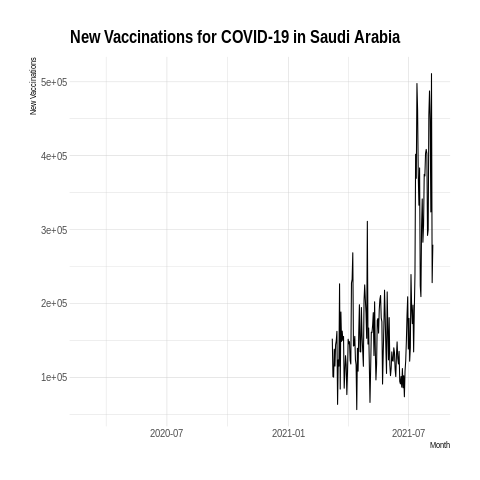 New Vaccinations for COVID-19 in Saudi Arabia
New Vaccinations
5e+05
4e+05
3e+05
2e+05
1e+05
2020-07
2021-01
2021-07
Month